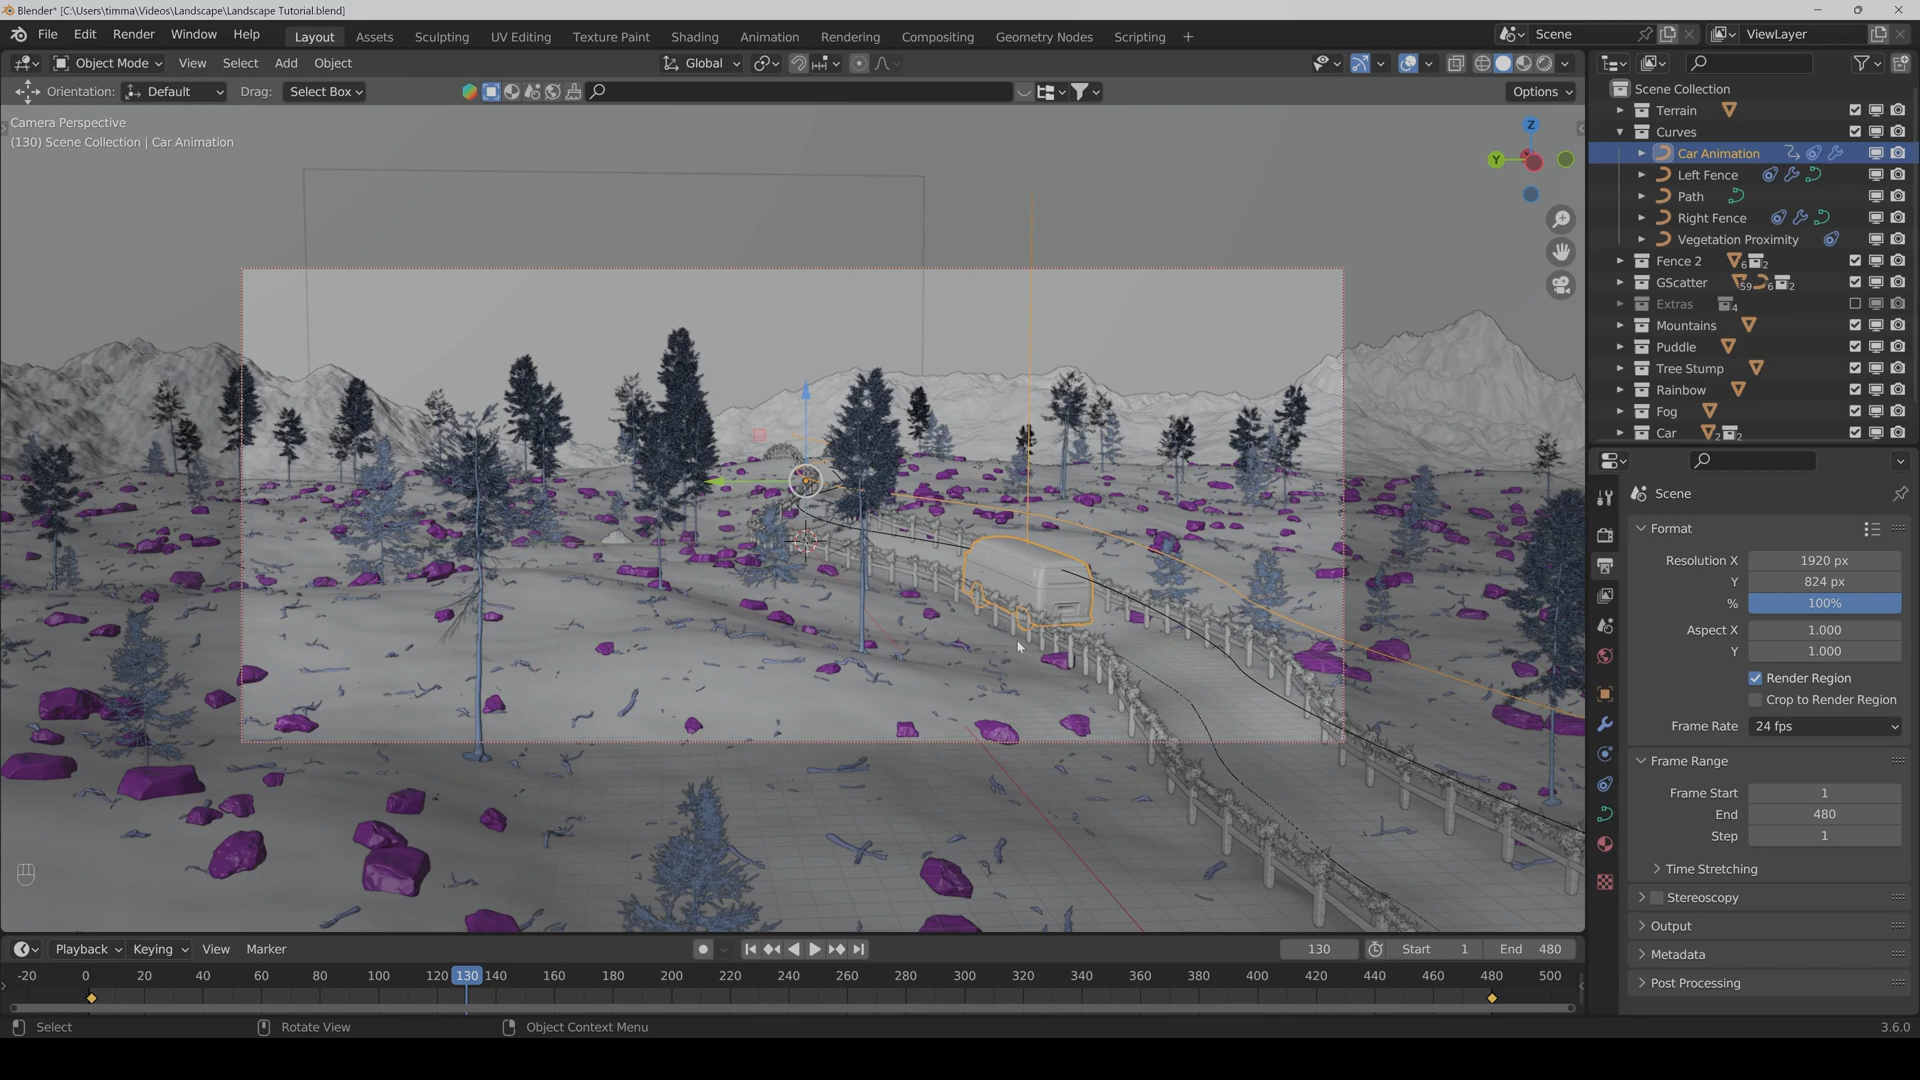 Blender* [C:\Users\timma\Videos\Landscape\Landscape Tutorial.blend]
File Edit Render Window Help Layout Assets Sculpting UV Editing Texture Paint Shading Animation Rendering Compositing Geometry Nodes Scripting + Scene ViewLayer
Object Mode View Select Add Object Global
Orientation: Default Drag: Select Box Options
Camera Perspective
(130) Scene Collection | Car Animation
Z
Y
Scene Collection
Terrain
Curves
Car Animation
Left Fence
Path
Right Fence
Vegetation Proximity
Fence 2 6 2
GScatter 59 6 2
Extras 4
Mountains
Puddle
Tree Stump
Rainbow
Fog
Car 2 2
Scene
Format
Resolution X 1920 px
Y 824 px
% 100%
Aspect X 1.000
Y 1.000
Render Region
Crop to Render Region
Frame Rate 24 fps
Frame Range
Frame Start 1
End 480
Step 1
Time Stretching
Stereoscopy
Output
Metadata
Post Processing
Playback Keying View Marker 130 Start 1 End 480
-20 0 20 40 60 80 100 120 130 140 160 180 200 220 240 260 280 300 320 340 360 380 400 420 440 460 480 500
Select Rotate View Object Context Menu 3.6.0